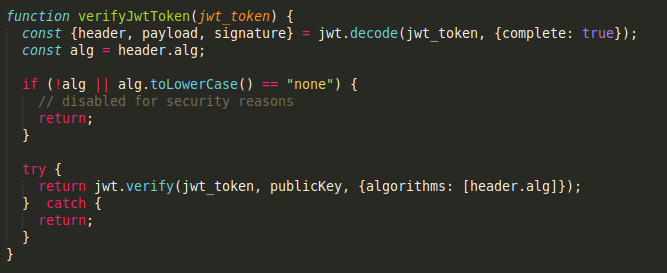 function verifyJwtToken(jwt_token) {
  const {header, payload, signature} = jwt.decode(jwt_token, {complete: true});
  const alg = header.alg;

  if (!alg || alg.toLowerCase() == "none") {
    // disabled for security reasons
    return;
  }

  try {
    return jwt.verify(jwt_token, publicKey, {algorithms: [header.alg]});
  }  catch {
    return;
  }
}